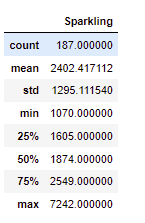 Sparkling
count 187.000000
mean 2402.417112
std 1295.111540
min 1070.000000
25% 1605.000000
50% 1874.000000
75% 2549.000000
max 7242.000000